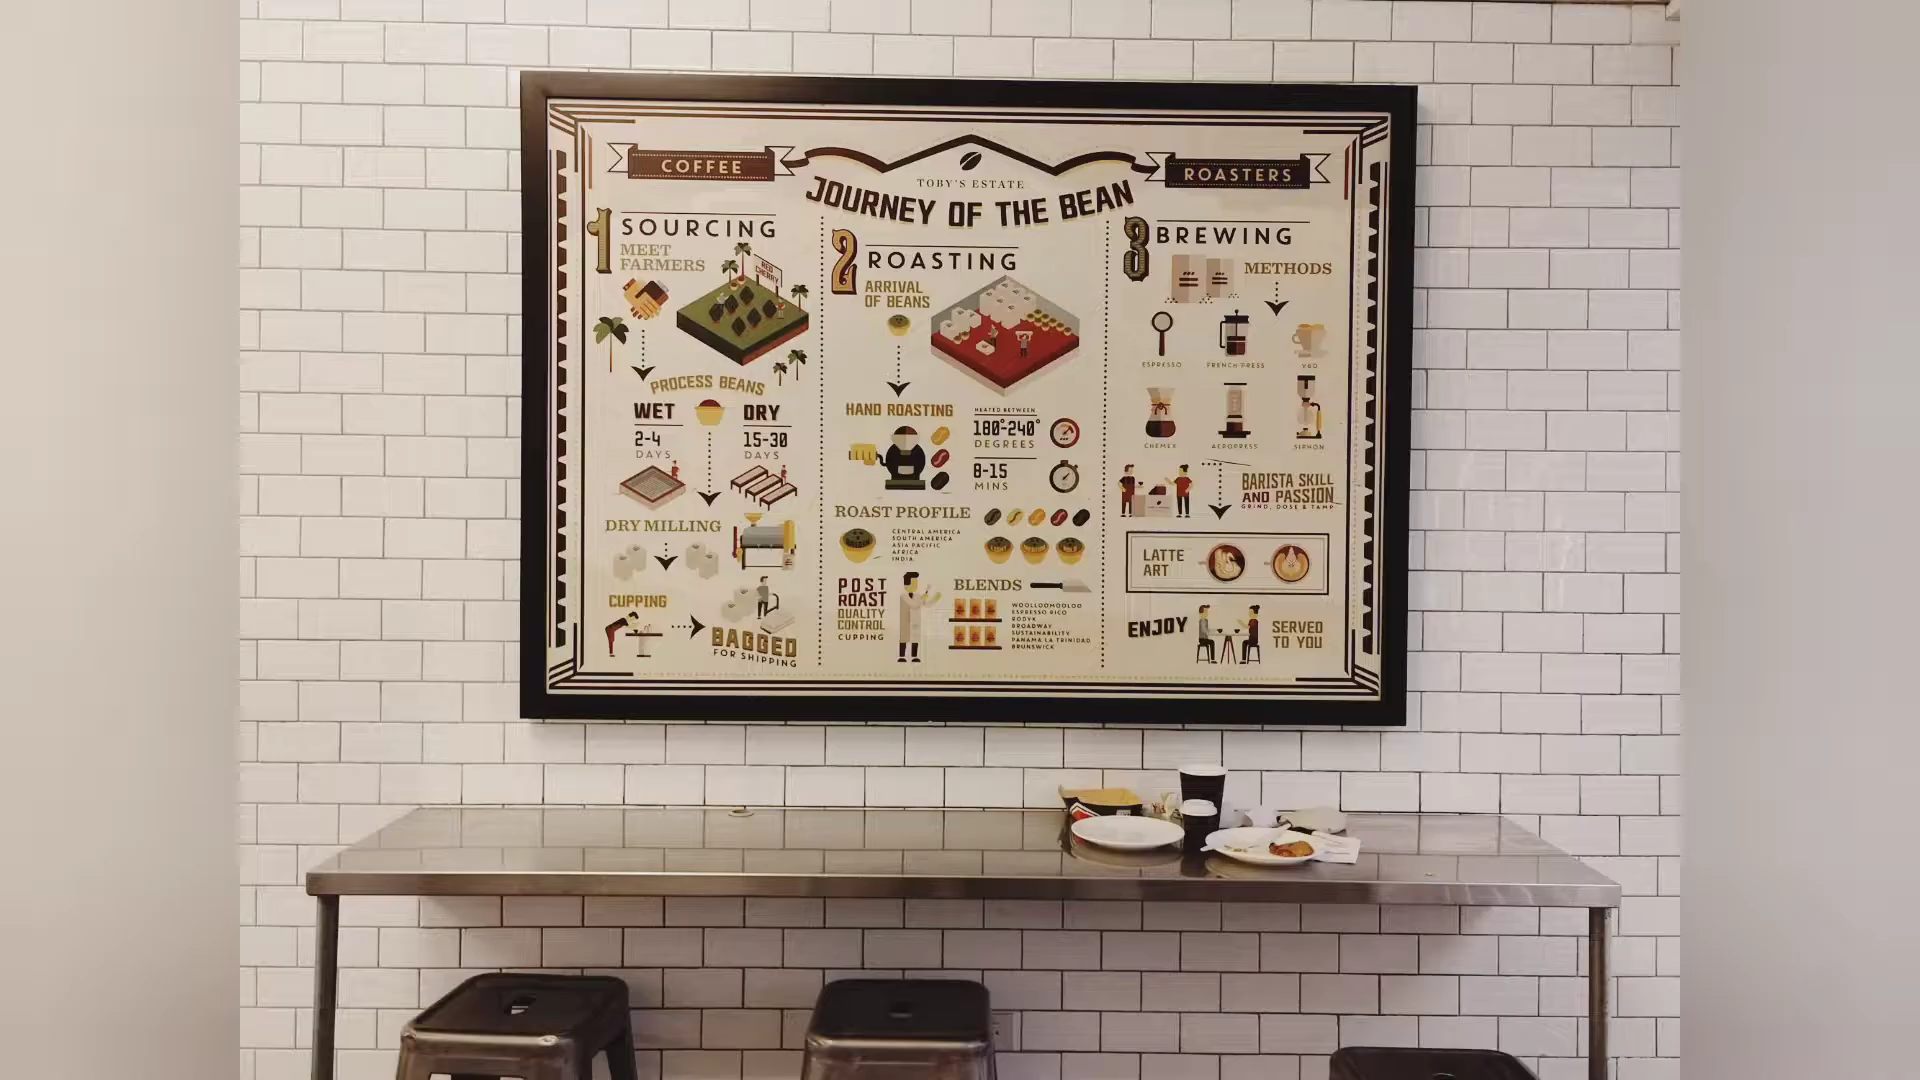 COFFEE
TOBY'S ESTATE
JOURNEY OF THE BEAN
ROASTERS
1 SOURCING
MEET
FARMERS
RED
CHERRY
PROCESS BEANS
WET
2-4
DAYS
DRY
15-30
DAYS
DRY MILLING
CUPPING
BAGGED
FOR SHIPPING
2 ROASTING
ARRIVAL
OF BEANS
HAND ROASTING
HEATED BETWEEN
180°-240°
DEGREES
8-15
MINS
ROAST PROFILE
CENTRAL AMERICA
SOUTH AMERICA
ASIA PACIFIC
AFRICA
INDIA
POST
ROAST
QUALITY
CONTROL
CUPPING
BLENDS
WOOLLOOMOOLOO
ESPRESSO RICO
BODYK
BROADWAY
SUSTAINABILITY
PANAMA LA TRINIDAD
BRUNSWICK
3 BREWING
METHODS
ESPRESSO
FRENCH PRESS
V60
CHEMEX
AEROPRESS
SIPHON
BARISTA SKILL
AND PASSION
GRIND, DOSE & TAMP
LATTE
ART
ENJOY
SERVED
TO YOU